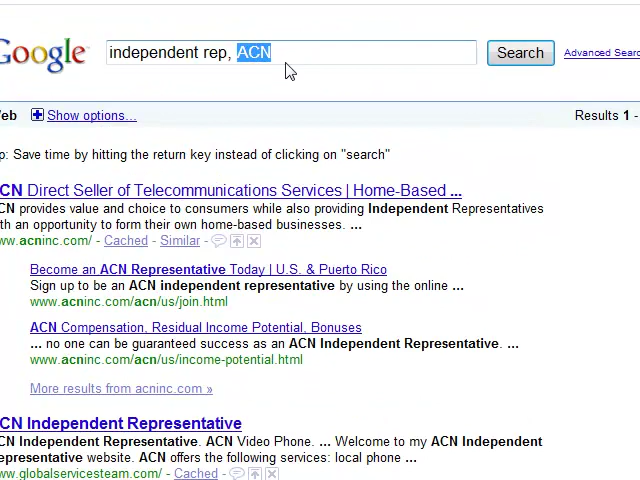 Google independent rep, ACN Search Advanced Searc
eb Show options... Results 1 -
p: Save time by hitting the return key instead of clicking on "search"
CN Direct Seller of Telecommunications Services | Home-Based ...
CN provides value and choice to consumers while also providing Independent Representatives
th an opportunity to form their own home-based businesses. ...
ww.acninc.com/ - Cached - Similar -
Become an ACN Representative Today | U.S. & Puerto Rico
Sign up to be an ACN independent representative by using the online ...
www.acninc.com/acn/us/join.html
ACN Compensation, Residual Income Potential, Bonuses
... no one can be guaranteed success as an ACN Independent Representative. ...
www.acninc.com/acn/us/income-potential.html
More results from acninc.com »
CN Independent Representative
CN Independent Representative. ACN Video Phone. ... Welcome to my ACN Independent
epresentative website. ACN offers the following services: local phone ...
ww.globalservicesteam.com/ - Cached -